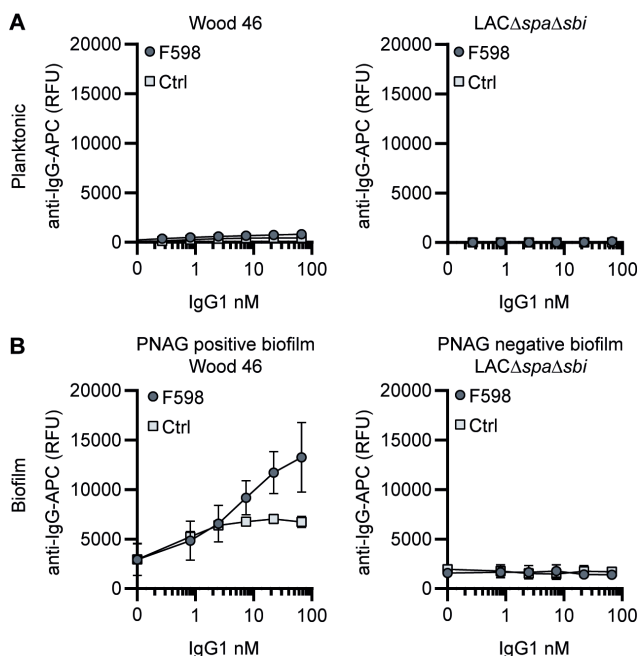 A
Wood 46
LACΔspaΔsbi
Planktonic
anti-IgG-APC (RFU)
20000
15000
10000
5000
0
F598
Ctrl
0 1 10 100
IgG1 nM
anti-IgG-APC (RFU)
20000
15000
10000
5000
0
F598
Ctrl
0 1 10 100
IgG1 nM
B
PNAG positive biofilm
Wood 46
PNAG negative biofilm
LACΔspaΔsbi
Biofilm
anti-IgG-APC (RFU)
20000
15000
10000
5000
0
F598
Ctrl
0 1 10 100
IgG1 nM
anti-IgG-APC (RFU)
20000
15000
10000
5000
0
F598
Ctrl
0 1 10 100
IgG1 nM